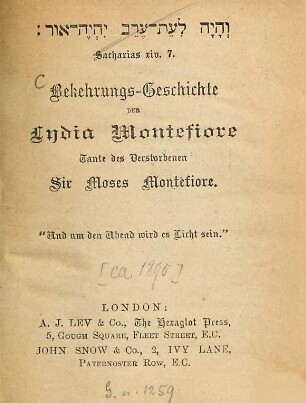 וְהָיָה לְעֵת־עֶרֶב יִהְיֶה־אוֹר׃
Sacharias xiv. 7.
Bekehrungs-Geschichte
DER
Lydia Montefiore
Tante des Verstorbenen
Sir Moses Montefiore.
"Und um den Abend wird es Licht sein."
[ca. 1890]
LONDON:
A. J. LEV & Co., The Hexaglot Press,
5, GOUGH SQUARE, FLEET STREET, E.C.
JOHN SNOW & Co., 2, IVY LANE,
PATERNOSTER ROW, E.C.
G. n. 1259